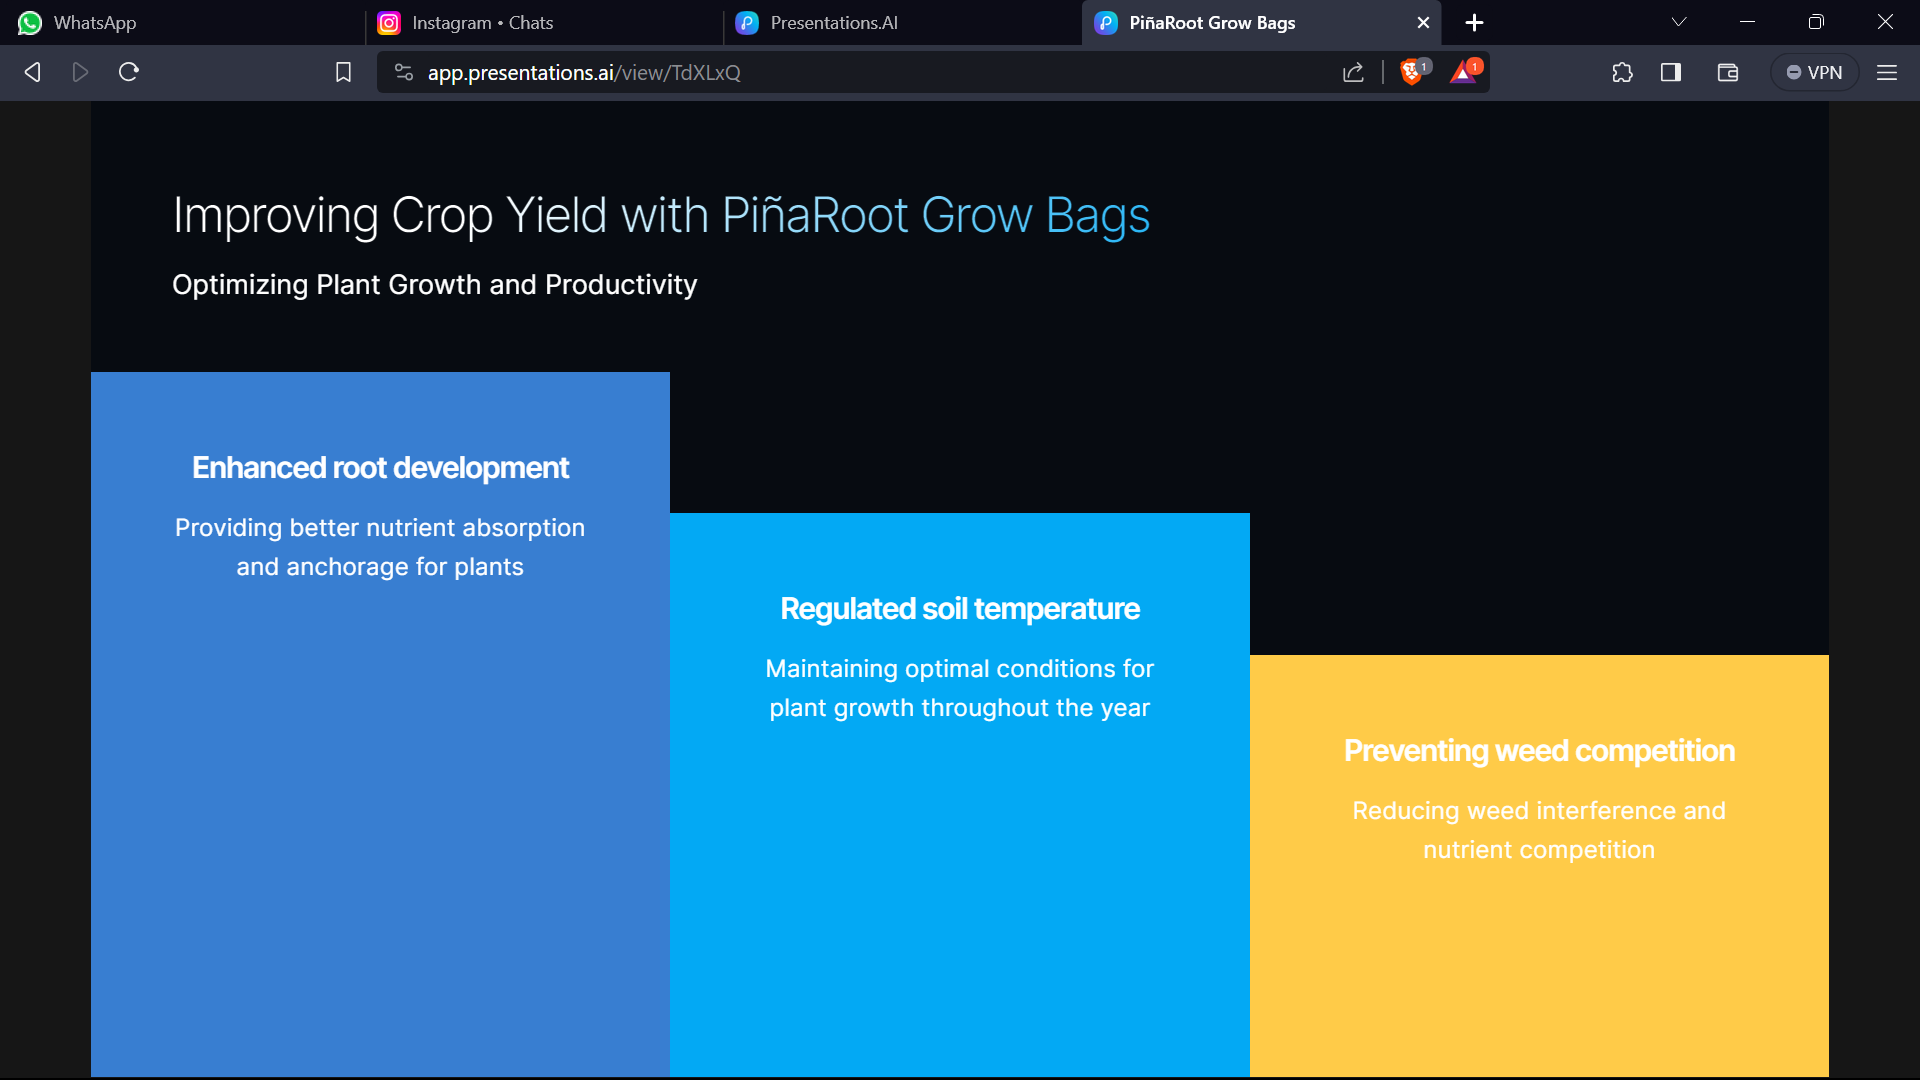 WhatsApp
Instagram • Chats
Presentations.AI
PiñaRoot Grow Bags
app.presentations.ai/view/TdXLxQ
1
1
VPN
Improving Crop Yield with PiñaRoot Grow Bags
Optimizing Plant Growth and Productivity
Enhanced root development
Providing better nutrient absorption
and anchorage for plants
Regulated soil temperature
Maintaining optimal conditions for
plant growth throughout the year
Preventing weed competition
Reducing weed interference and
nutrient competition